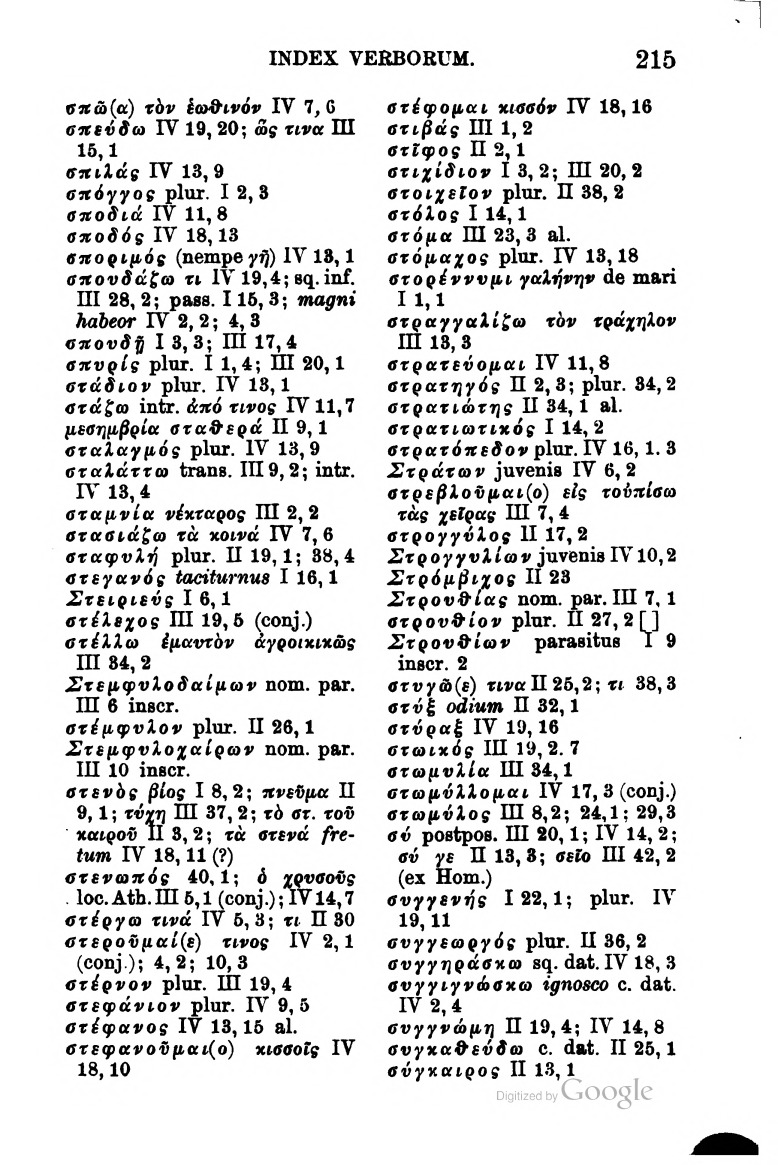 INDEX VERBORUM.
215
σπῶ(α) τὸν ἑωθινόν IV 7, 6
σπεύδω IV 19, 20; ὥς τινα III
15, 1
σπιλάς IV 13, 9
σπόγγος plur. I 2, 3
σποδιά IV 11, 8
σποδός IV 18, 13
σποριμός (nempe γῆ) IV 13, 1
σπουδάζω τι IV 19, 4; sq. inf.
III 28, 2; pass. I 15, 3; magni
habeor IV 2, 2; 4, 3
σπουδῇ I 3, 3; III 17, 4
σπυρίς plur. I 1, 4; III 20, 1
στάδιον plur. IV 13, 1
στάζω intr. ἀπό τινος IV 11, 7
μεσημβρία σταθερά II 9, 1
σταλαγμός plur. IV 13, 9
σταλάττω trans. III 9, 2; intr.
IV 13, 4
σταμνία νέκταρος III 2, 2
στασιάζω τὰ κοινά IV 7, 6
σταφυλή plur. II 19, 1; 38, 4
στεγανός taciturnus I 16, 1
Στειριεύς I 6, 1
στέλεχος III 19, 5 (conj.)
στέλλω ἐμαυτὸν ἀγροικικῶς
III 34, 2
Στεμφυλοδαίμων nom. par.
III 6 inscr.
στέμφυλον plur. II 26, 1
Στεμφυλοχαίρων nom. par.
III 10 inscr.
στενὸς βίος I 8, 2; πνεῦμα II
9, 1; τύχη III 37, 2; τὸ στ. τοῦ
καιροῦ II 3, 2; τὰ στενά fre-
tum IV 18, 11 (?)
στενωπός 40, 1; ὁ χρυσοῦς
loc. Ath. III 5, 1 (conj.); IV 14, 7
στέργω τινά IV 5, 3; τι II 30
στεροῦμαί(ε) τινος IV 2, 1
(conj.); 4, 2; 10, 3
στέρνον plur. III 19, 4
στεφάνιον plur. IV 9, 5
στέφανος IV 13, 15 al.
στεφανοῦμαι(ο) κισσοῖς IV
18, 10
στέφομαι κισσόν IV 18, 16
στιβάς III 1, 2
στῖφος II 2, 1
στιχίδιον I 3, 2; III 20, 2
στοιχεῖον plur. II 38, 2
στόλος I 14, 1
στόμα III 23, 3 al.
στόμαχος plur. IV 13, 18
στορέννυμι γαλήνην de mari
I 1, 1
στραγγαλίζω τὸν τράχηλον
III 13, 3
στρατεύομαι IV 11, 8
στρατηγός II 2, 3; plur. 34, 2
στρατιώτης II 34, 1 al.
στρατιωτικός I 14, 2
στρατόπεδον plur. IV 16, 1. 3
Στράτων juvenis IV 6, 2
στρεβλοῦμαι(ο) εἰς τοὐπίσω
τὰς χεῖρας III 7, 4
στρογγύλος II 17, 2
Στρογγυλίων juvenis IV 10, 2
Στρόμβιχος II 23
Στρουθίας nom. par. III 7, 1
στρουθίον plur. II 27, 2 [ ]
Στρουθίων parasitus I 9
inscr. 2
στυγῶ(ε) τινα II 25, 2; τι 38, 3
στύξ odium II 32, 1
στύραξ IV 19, 16
στωικός III 19, 2. 7
στωμυλία III 34, 1
στωμύλλομαι IV 17, 3 (conj.)
στωμύλος III 8, 2; 24, 1; 29, 3
σύ postpos. III 20, 1; IV 14, 2;
σύ γε II 13, 3; σεῖο III 42, 2
(ex Hom.)
συγγενής I 22, 1; plur. IV
19, 11
συγγεωργός plur. II 36, 2
συγγηράσκω sq. dat. IV 18, 3
συγγιγνώσκω ignosco c. dat.
IV 2, 4
συγγνώμη II 19, 4; IV 14, 8
συγκαθεύδω c. dat. II 25, 1
σύγκαιρος II 13, 1
Digitized by Google